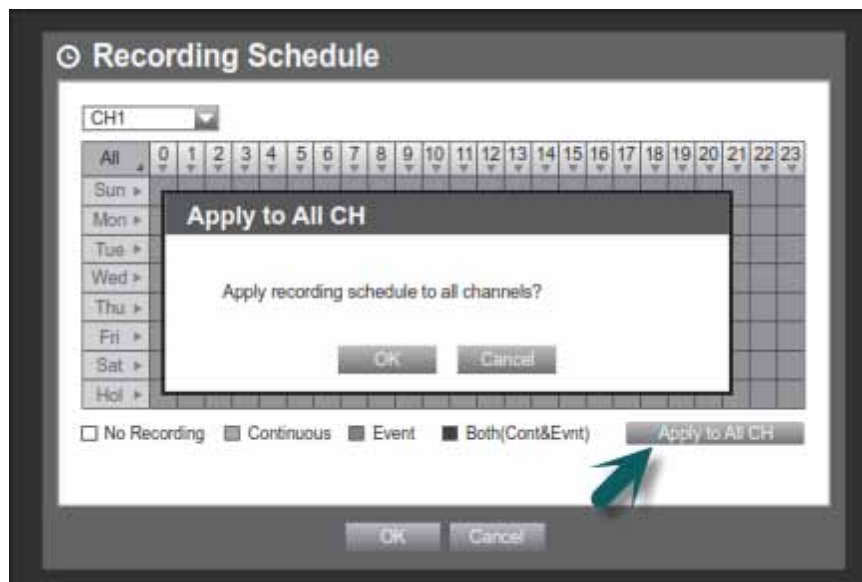 Recording Schedule
CH1
All 0 1 2 3 4 5 6 7 8 9 10 11 12 13 14 15 16 17 18 19 20 21 22 23
Sun
Mon
Tue
Wed
Thu
Fri
Sat
Hol
Apply to All CH
Apply recording schedule to all channels?
OK Cancel
No Recording Continuous Event Both(Cont&Evnt) Apply to All CH
OK Cancel